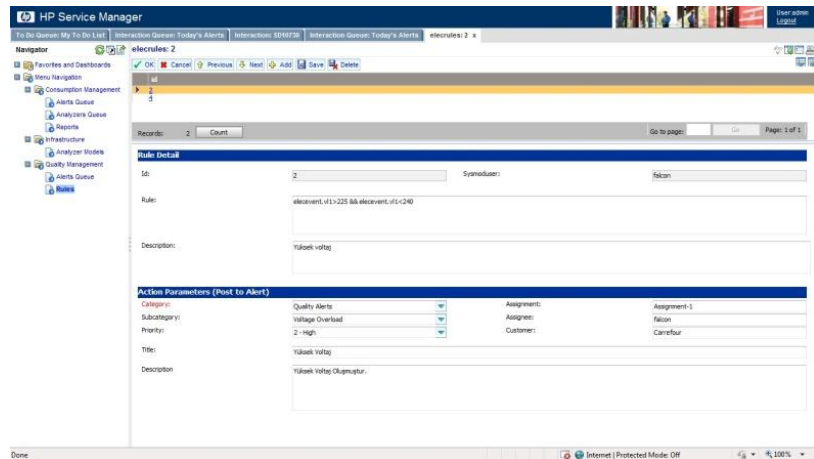 HP Service Manager
User: admin
Logout
To Do Queue: My To Do List
Interaction Queue: Today's Alerts
Interaction: SD10730
Interaction Queue: Today's Alerts
elecrules: 2 x
Navigator
elecrules: 2
Favorites and Dashboards
Menu Navigation
Consumption Management
Alerts Queue
Analyzers Queue
Reports
Infrastructure
Analyzer Models
Quality Management
Alerts Queue
Rules
OK Cancel Previous Next Add Save Delete
id
2
4
Records: 2 Count
Go to page: Go Page: 1 of 1
Rule Detail
Id: 2 Sysmoduser: falcon
Rule: elecevent.vl1>225 && elecevent.vl1<240
Description: Yüksek voltaj
Action Parameters (Post to Alert)
Category: Quality Alerts Assignment: Assignment-1
Subcategory: Voltage Overload Assignee: falcon
Priority: 2 - High Customer: Carrefour
Title: Yüksek Voltaj
Description Yüksek Voltaj Oluşmuştur.
Done Internet | Protected Mode: Off 100%